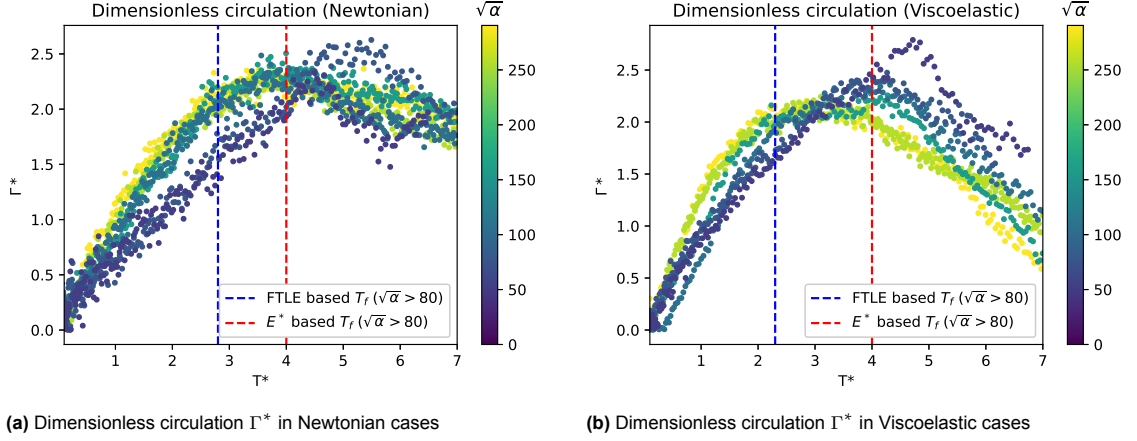 Dimensionless circulation (Newtonian)
√α
2.5
2.0
1.5
1.0
0.5
0.0
Γ*
1 2 3 4 5 6 7
T*
FTLE based T_f (√α > 80)
E* based T_f (√α > 80)
250
200
150
100
50
0
Dimensionless circulation (Viscoelastic)
√α
3.0
2.5
2.0
1.5
1.0
0.5
0.0
Γ*
1 2 3 4 5 6 7
T*
FTLE based T_f (√α > 80)
E* based T_f (√α > 80)
250
200
150
100
50
0
(a) Dimensionless circulation Γ* in Newtonian cases
(b) Dimensionless circulation Γ* in Viscoelastic cases